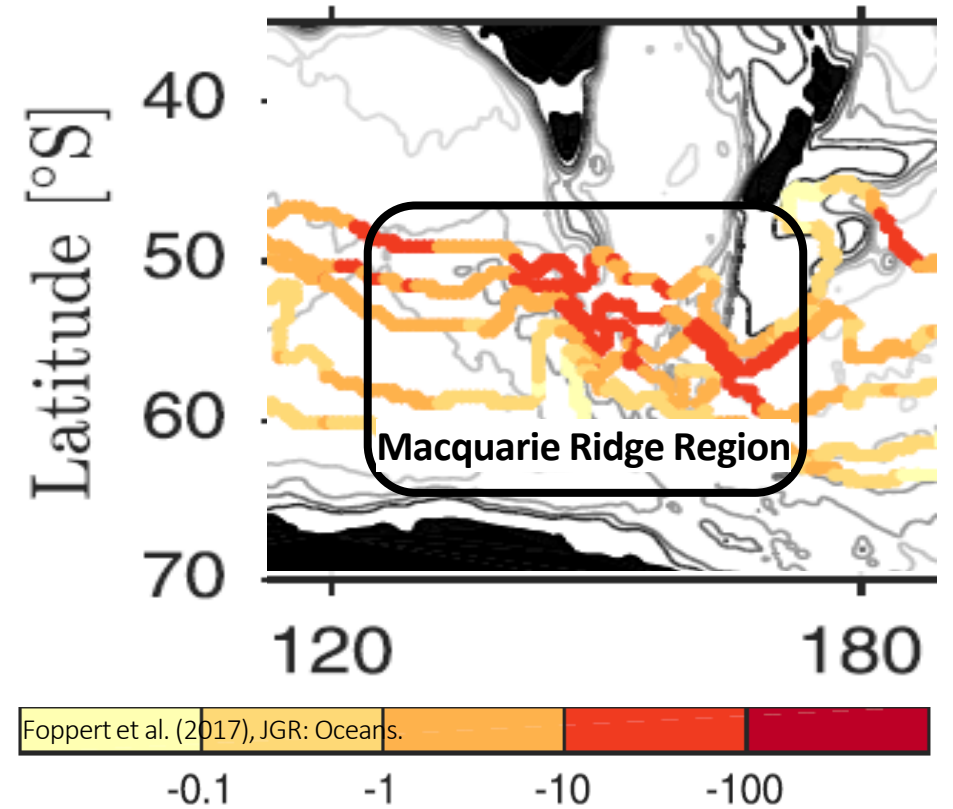 Latitude [°S]
40
50
60
70
Macquarie Ridge Region
120 180
Foppert et al. (2017), JGR: Oceans.
-0.1 -1 -10 -100